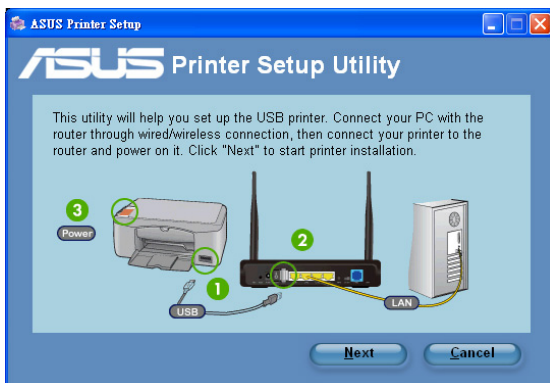 ASUS Printer Setup
ASUS Printer Setup Utility
This utility will help you set up the USB printer. Connect your PC with the
router through wired/wireless connection, then connect your printer to the
router and power on it. Click "Next" to start printer installation.
3
Power
2
1
USB
LAN
Next
Cancel